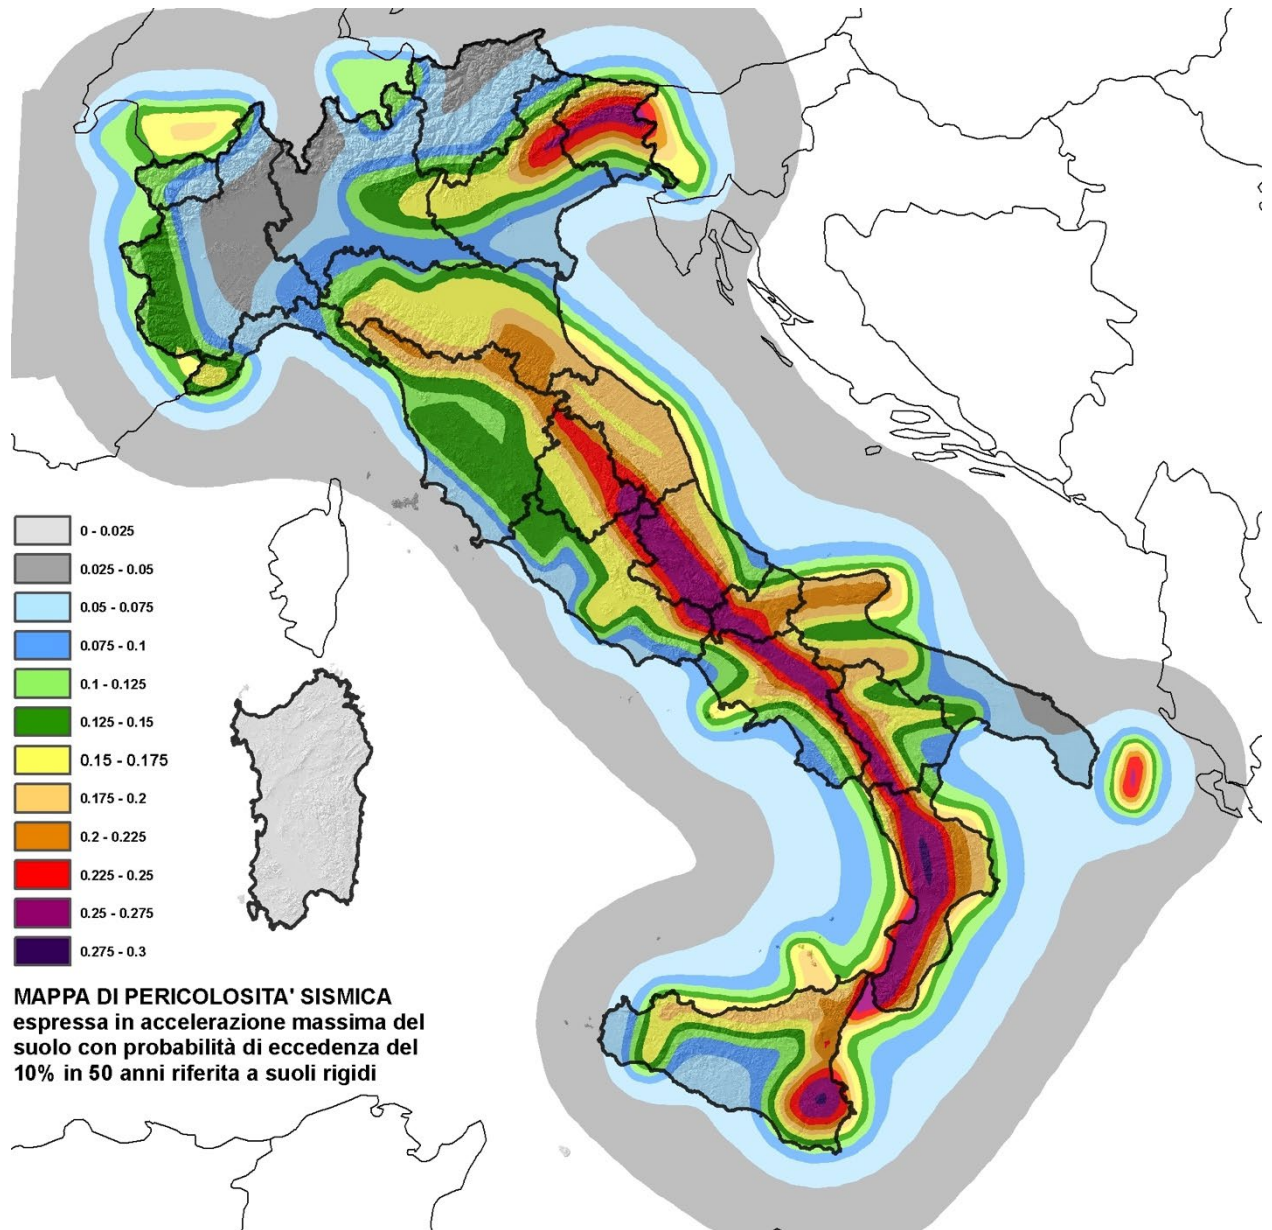 0 - 0.025
0.025 - 0.05
0.05 - 0.075
0.075 - 0.1
0.1 - 0.125
0.125 - 0.15
0.15 - 0.175
0.175 - 0.2
0.2 - 0.225
0.225 - 0.25
0.25 - 0.275
0.275 - 0.3
MAPPA DI PERICOLOSITA' SISMICA
espressa in accelerazione massima del
suolo con probabilità di eccedenza del
10% in 50 anni riferita a suoli rigidi